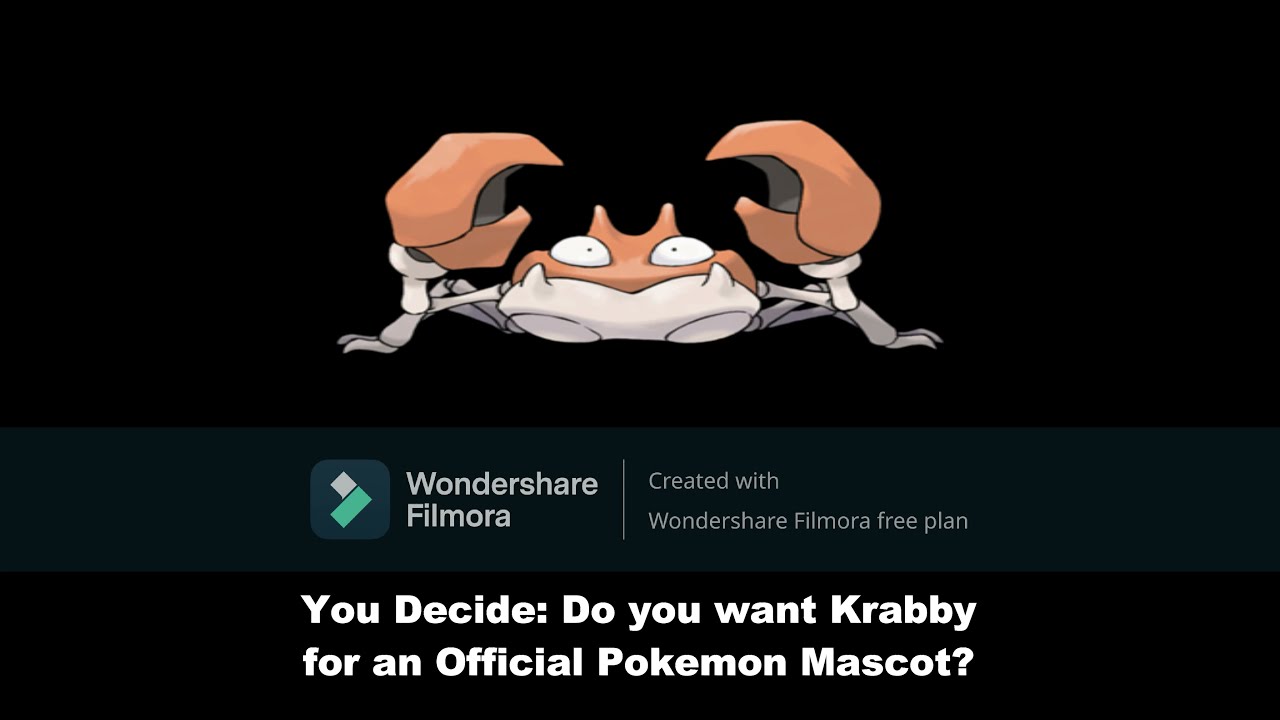 Wondershare
Filmora
Created with
Wondershare Filmora free plan
You Decide: Do you want Krabby
for an Official Pokemon Mascot?